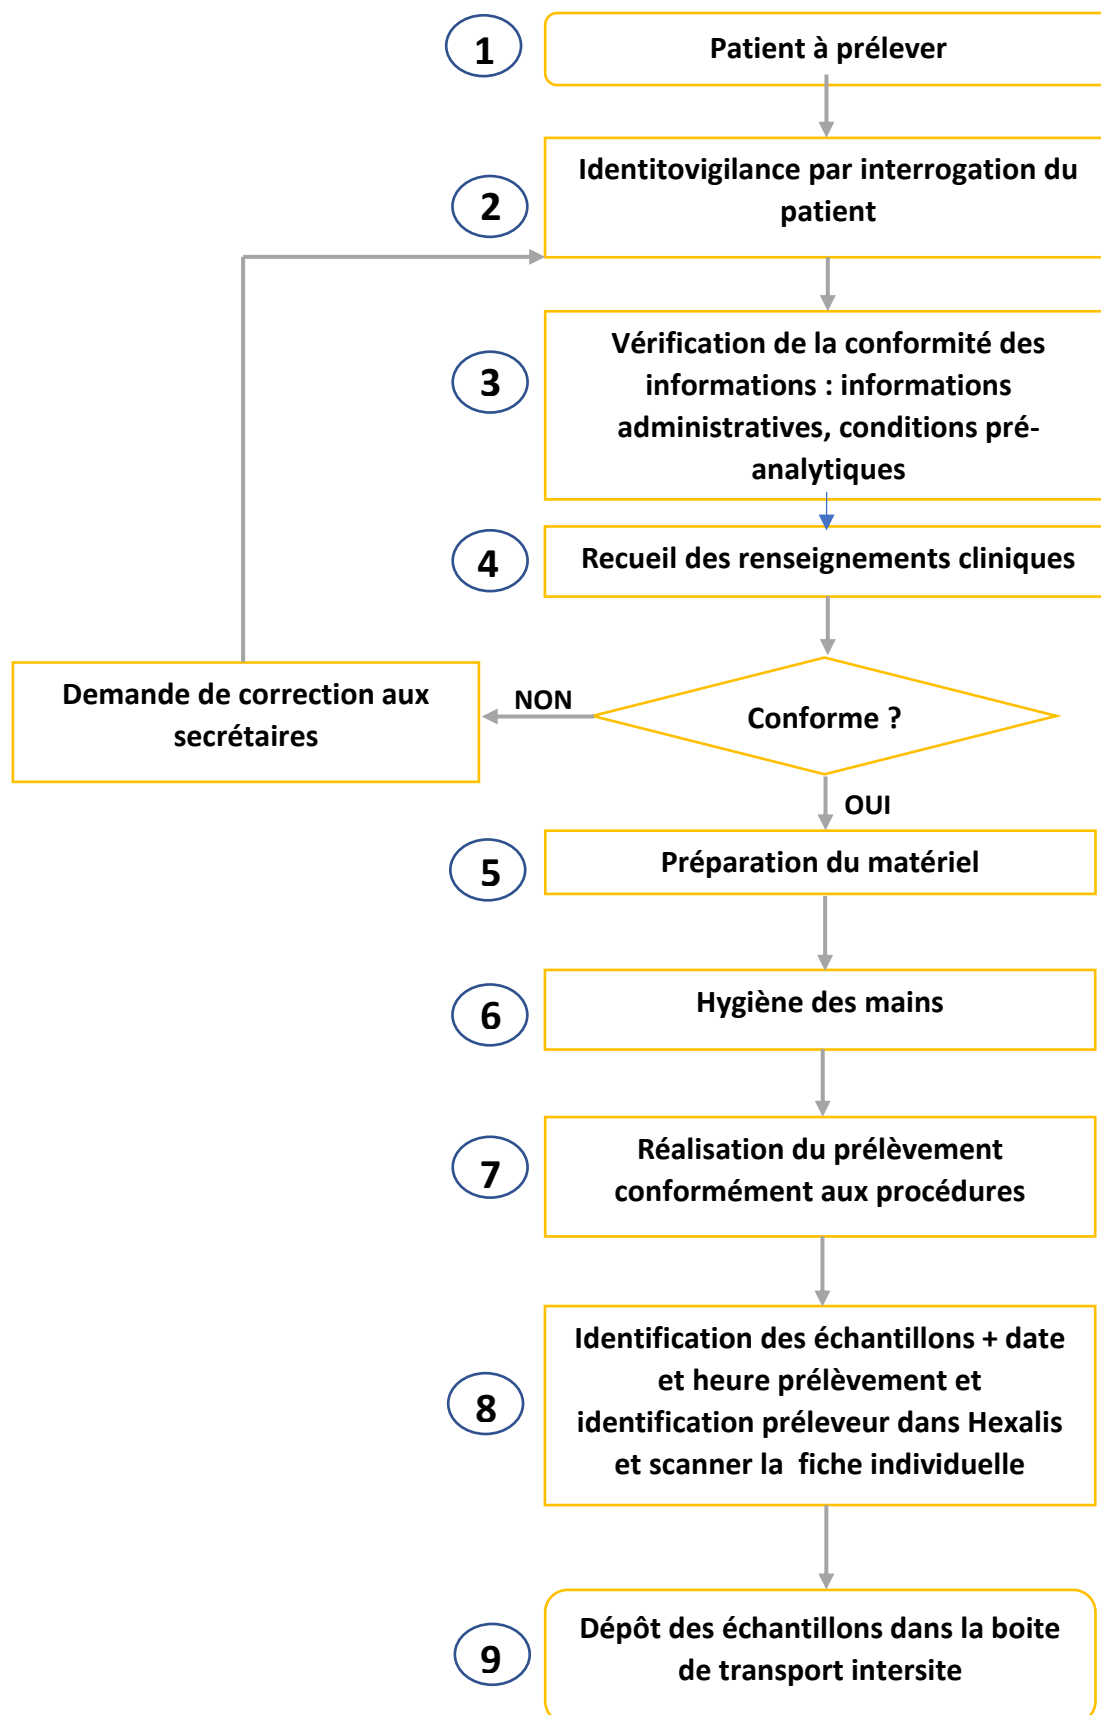 1
Patient à prélever
2
Identitovigilance par interrogation du
patient
3
Vérification de la conformité des
informations : informations
administratives, conditions pré-
analytiques
4
Recueil des renseignements cliniques
Demande de correction aux
secrétaires
NON
Conforme ?
OUI
5
Préparation du matériel
6
Hygiène des mains
7
Réalisation du prélèvement
conformément aux procédures
8
Identification des échantillons + date
et heure prélèvement et
identification préleveur dans Hexalis
et scanner la  fiche individuelle
9
Dépôt des échantillons dans la boite
de transport intersite